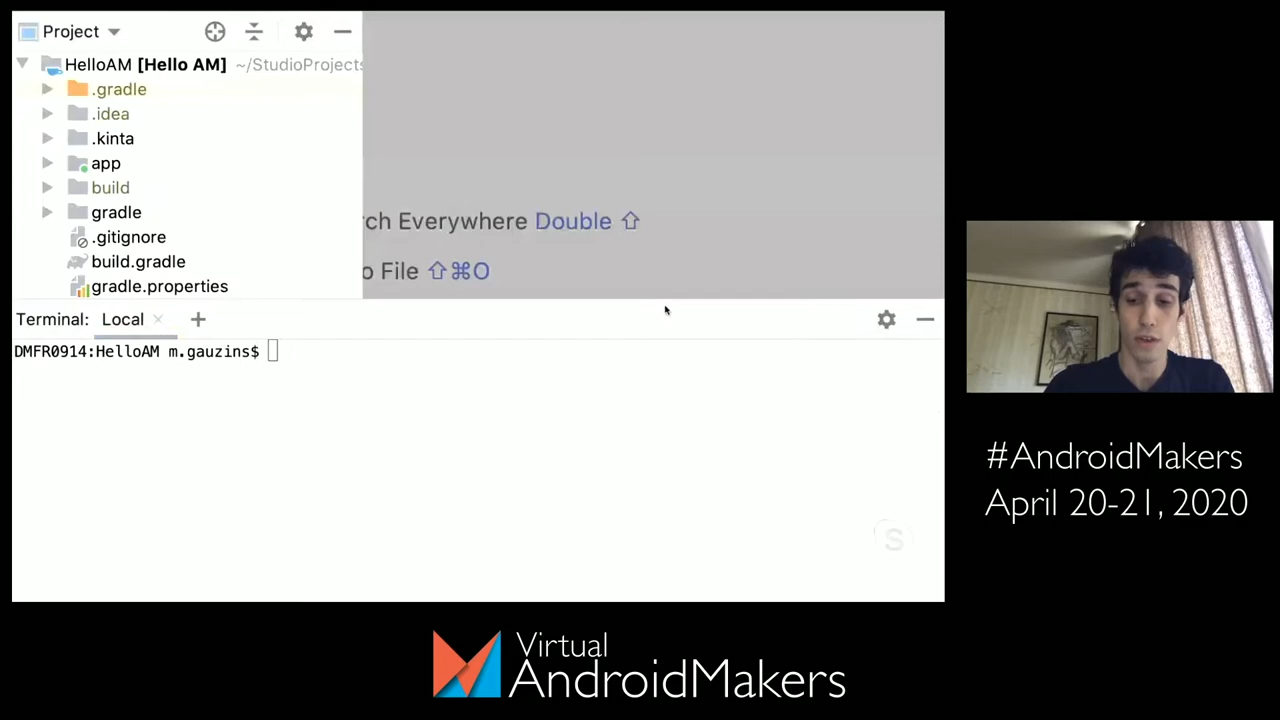 Project
HelloAM [Hello AM] ~/StudioProjects
.gradle
.idea
.kinta
app
build
gradle
.gitignore
build.gradle
gradle.properties
rch Everywhere Double ⇧
o File ⇧⌘O
Terminal: Local × +
DMFR0914:HelloAM m.gauzins$
S
#AndroidMakers
April 20-21, 2020
Virtual
AndroidMakers